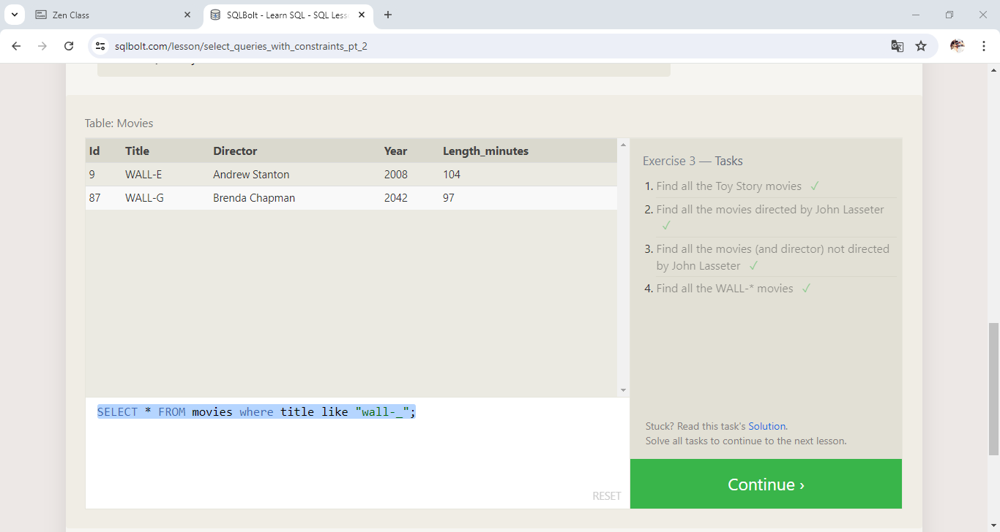 Zen Class
SQLBolt - Learn SQL - SQL Less
sqlbolt.com/lesson/select_queries_with_constraints_pt_2
Table: Movies
Id Title Director Year Length_minutes
9 WALL-E Andrew Stanton 2008 104
87 WALL-G Brenda Chapman 2042 97
SELECT * FROM movies where title like "wall-_";
RESET
Exercise 3 — Tasks
1. Find all the Toy Story movies ✓
2. Find all the movies directed by John Lasseter
✓
3. Find all the movies (and director) not directed
by John Lasseter ✓
4. Find all the WALL-* movies ✓
Stuck? Read this task's Solution.
Solve all tasks to continue to the next lesson.
Continue ›